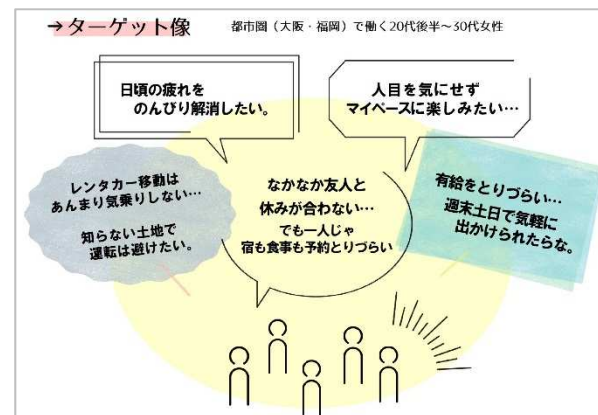 →ターゲット像
都市圏（大阪・福岡）で働く20代後半～30代女性
日頃の疲れを
のんびり解消したい。
人目を気にせず
マイペースに楽しみたい…
レンタカー移動は
あんまり気乗りしない…
知らない土地で
運転は避けたい。
なかなか友人と
休みが合わない…
でも一人じゃ
宿も食事も予約とりづらい
有給をとりづらい…
週末土日で気軽に
出かけられたらな。